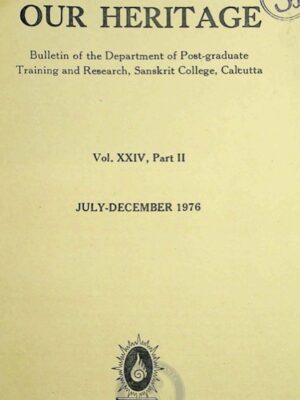 OUR HERITAGE
Bulletin of the Department of Post-graduate
Training and Research, Sanskrit College, Calcutta
Vol. XXIV, Part II
JULY-DECEMBER 1976